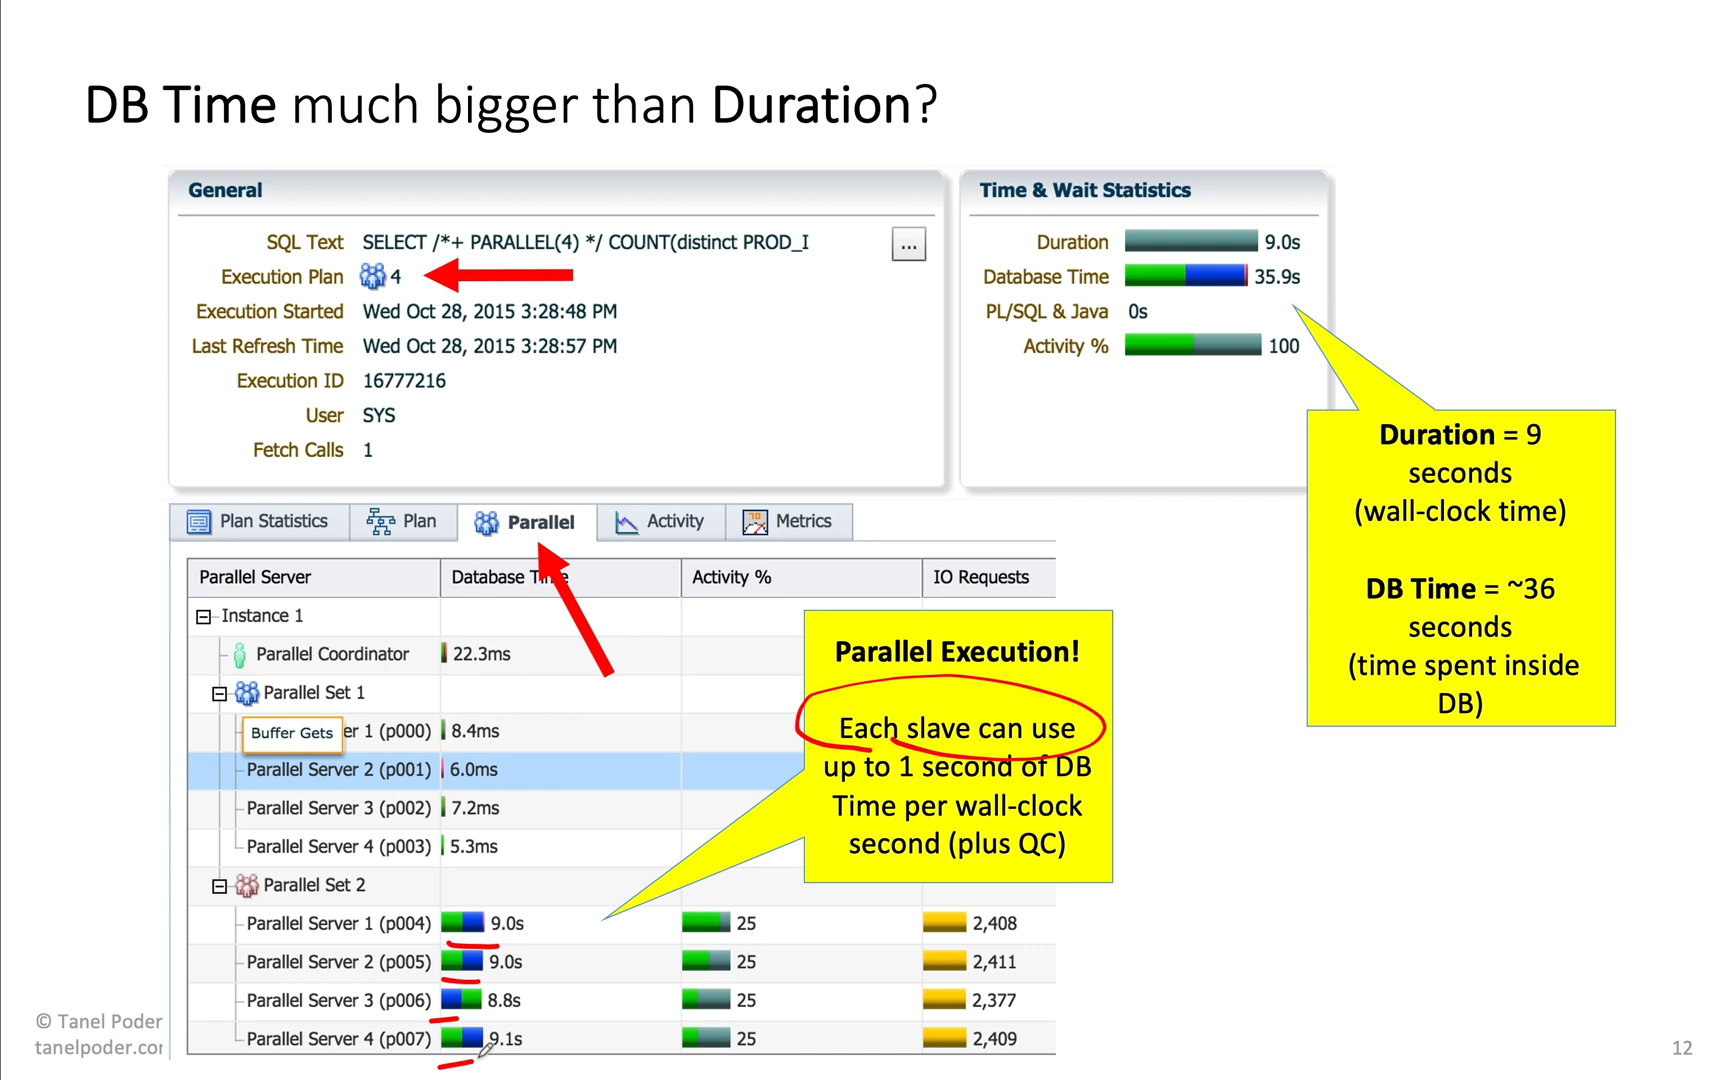 DB Time much bigger than Duration?
General
SQL Text SELECT /*+ PARALLEL(4) */ COUNT(distinct PROD_I ...
Execution Plan 4
Execution Started Wed Oct 28, 2015 3:28:48 PM
Last Refresh Time Wed Oct 28, 2015 3:28:57 PM
Execution ID 16777216
User SYS
Fetch Calls 1
Time & Wait Statistics
Duration 9.0s
Database Time 35.9s
PL/SQL & Java 0s
Activity % 100
Duration = 9
seconds
(wall-clock time)
DB Time = ~36
seconds
(time spent inside
DB)
Plan Statistics Plan Parallel Activity Metrics
Parallel Server Database Time Activity % IO Requests
Instance 1
Parallel Coordinator 22.3ms
Parallel Set 1
Buffer Gets
er 1 (p000) 8.4ms
Parallel Server 2 (p001) 6.0ms
Parallel Server 3 (p002) 7.2ms
Parallel Server 4 (p003) 5.3ms
Parallel Set 2
Parallel Server 1 (p004) 9.0s 25 2,408
Parallel Server 2 (p005) 9.0s 25 2,411
Parallel Server 3 (p006) 8.8s 25 2,377
Parallel Server 4 (p007) 9.1s 25 2,409
Parallel Execution!
Each slave can use
up to 1 second of DB
Time per wall-clock
second (plus QC)
© Tanel Poder
tanelpoder.cor
12